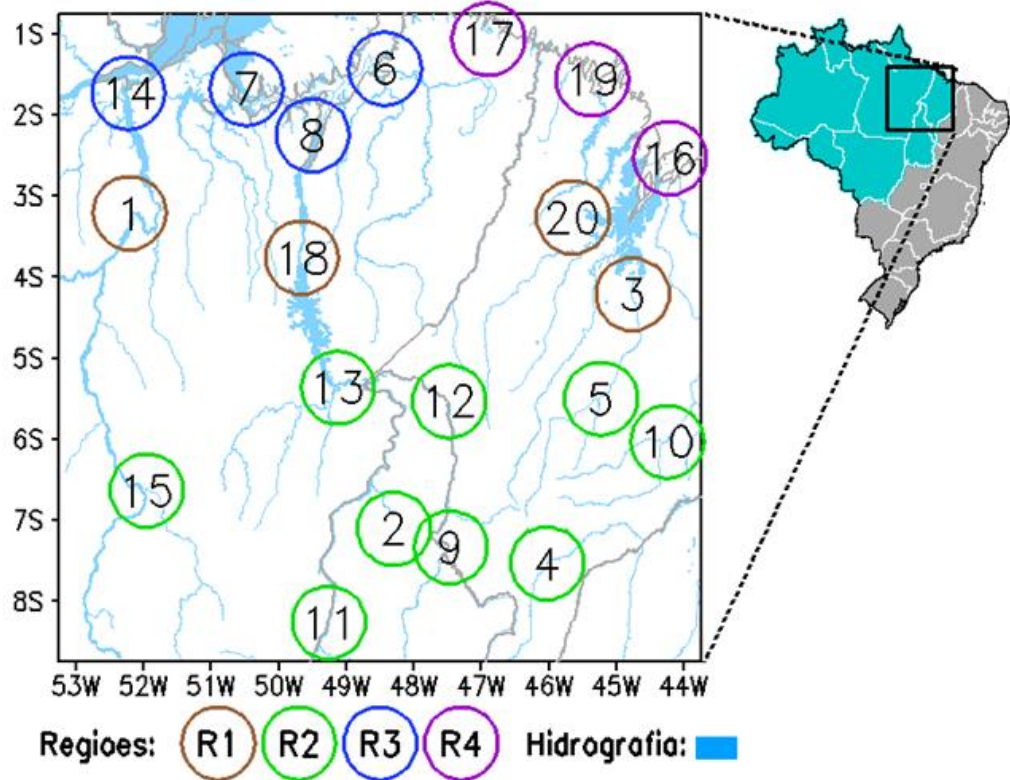 1S 17
14 7 6 19
2S 8
16
3S 1 20
18
4S 3
5S 13 12 5
6S 10
15
7S 2 9 4
8S 11
53W 52W 51W 50W 49W 48W 47W 46W 45W 44W
Regioes: R1 R2 R3 R4 Hidrografia: